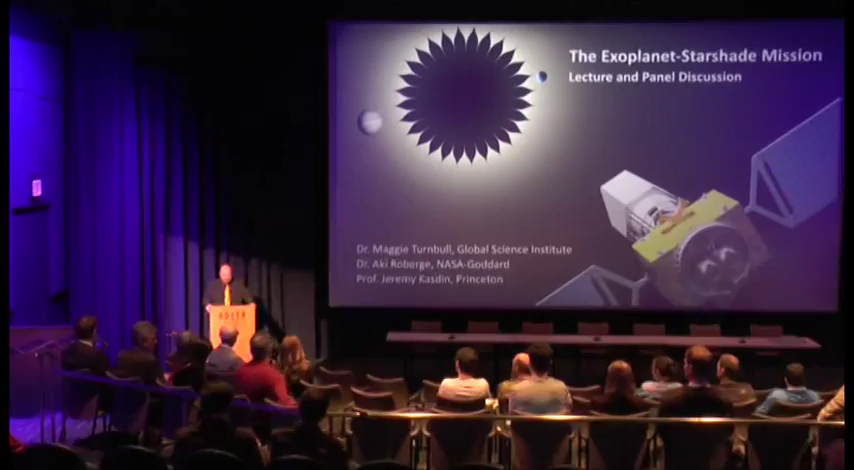 The Exoplanet-Starshade Mission
Lecture and Panel Discussion
Dr. Maggie Turnbull, Global Science Institute
Dr. Aki Roberge, NASA-Goddard
Prof. Jeremy Kasdin, Princeton